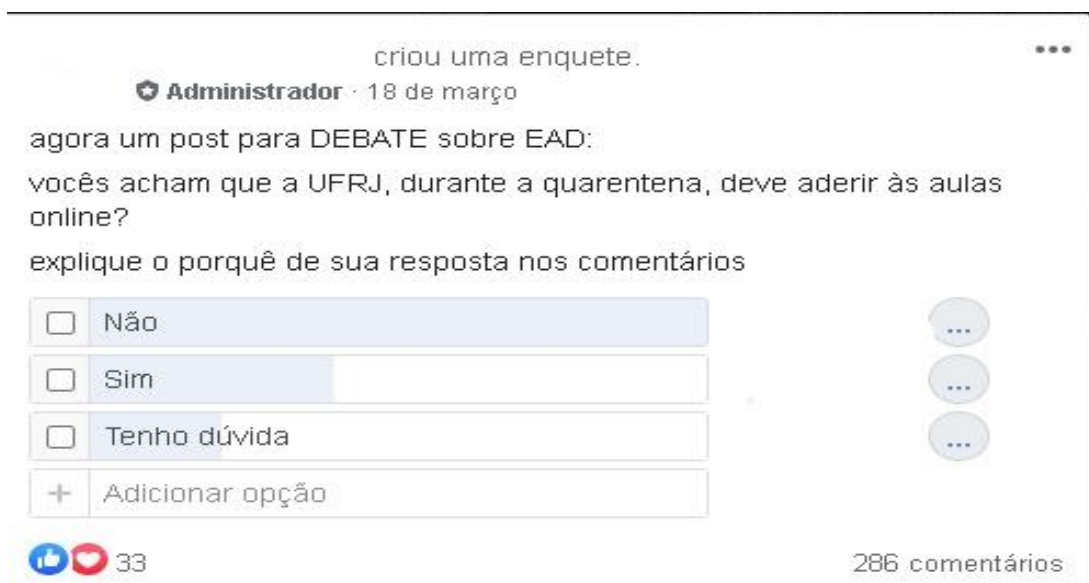 criou uma enquete.
Administrador · 18 de março
agora um post para DEBATE sobre EAD:
vocês acham que a UFRJ, durante a quarentena, deve aderir às aulas
online?
explique o porquê de sua resposta nos comentários
Não
Sim
Tenho dúvida
+ Adicionar opção
33 286 comentários